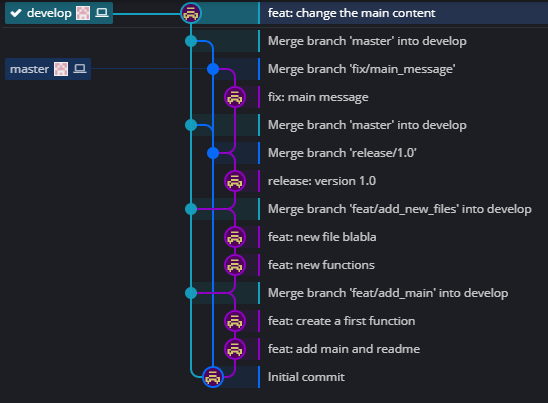 develop feat: change the main content
Merge branch 'master' into develop
master Merge branch 'fix/main_message'
fix: main message
Merge branch 'master' into develop
Merge branch 'release/1.0'
release: version 1.0
Merge branch 'feat/add_new_files' into develop
feat: new file blabla
feat: new functions
Merge branch 'feat/add_main' into develop
feat: create a first function
feat: add main and readme
Initial commit